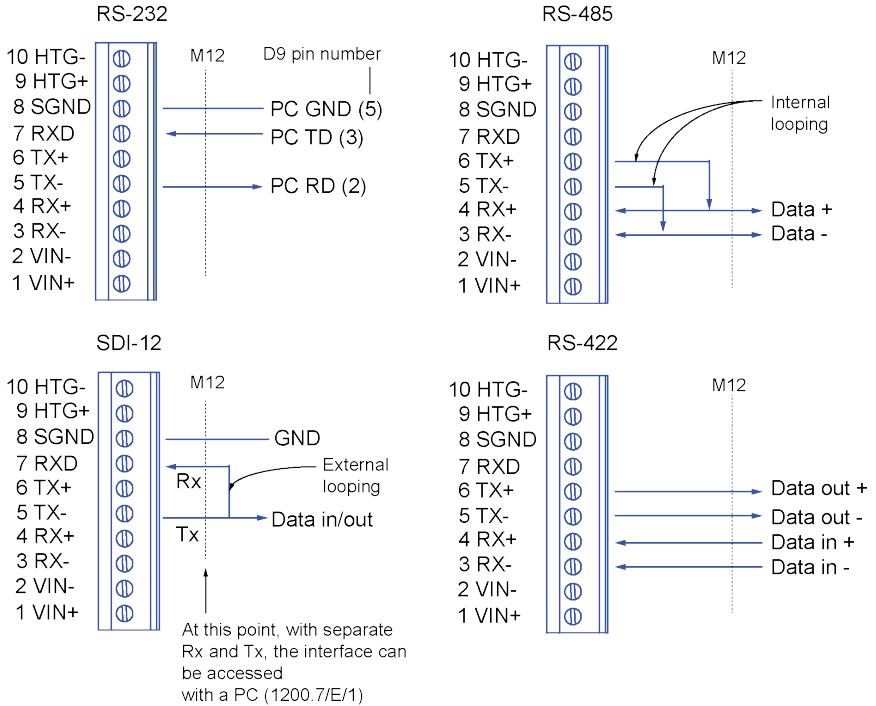 RS-232
M12
D9 pin number
10 HTG-
9 HTG+
8 SGND
7 RXD
6 TX+
5 TX-
4 RX+
3 RX-
2 VIN-
1 VIN+
PC GND (5)
PC TD (3)
PC RD (2)
RS-485
M12
10 HTG-
9 HTG+
8 SGND
7 RXD
6 TX+
5 TX-
4 RX+
3 RX-
2 VIN-
1 VIN+
Internal
looping
Data +
Data -
SDI-12
M12
10 HTG-
9 HTG+
8 SGND
7 RXD
6 TX+
5 TX-
4 RX+
3 RX-
2 VIN-
1 VIN+
GND
Rx
External
looping
Data in/out
Tx
At this point, with separate
Rx and Tx, the interface can
be accessed
with a PC (1200.7/E/1)
RS-422
M12
10 HTG-
9 HTG+
8 SGND
7 RXD
6 TX+
5 TX-
4 RX+
3 RX-
2 VIN-
1 VIN+
Data out +
Data out -
Data in +
Data in -